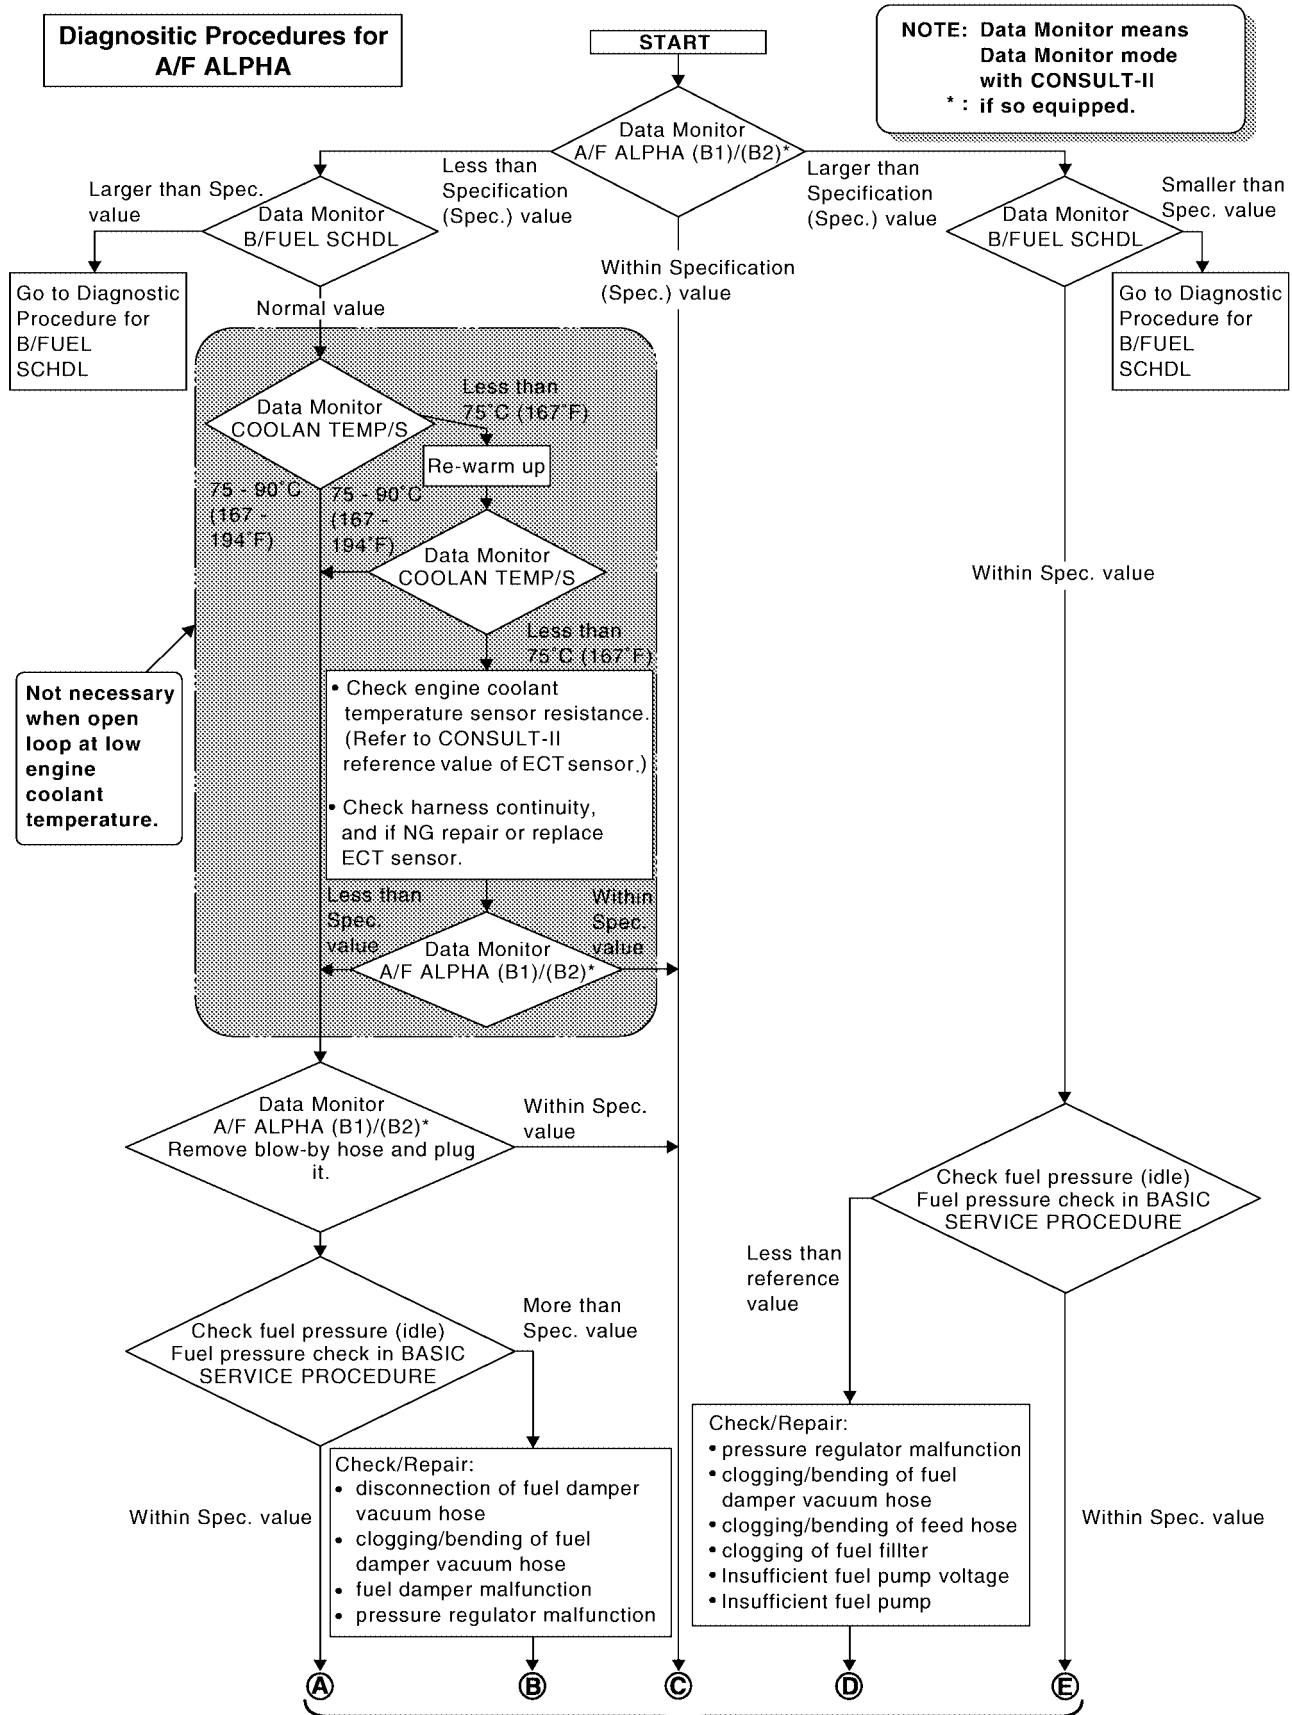 Diagnositic Procedures for
A/F ALPHA
START
NOTE: Data Monitor means
Data Monitor mode
with CONSULT-II
* : if so equipped.
Data Monitor
A/F ALPHA (B1)/(B2)*
Less than
Specification
(Spec.) value
Larger than
Specification
(Spec.) value
Larger than Spec.
value
Data Monitor
B/FUEL SCHDL
Data Monitor
B/FUEL SCHDL
Smaller than
Spec. value
Within Specification
(Spec.) value
Go to Diagnostic
Procedure for
B/FUEL
SCHDL
Normal value
Go to Diagnostic
Procedure for
B/FUEL
SCHDL
Data Monitor
COOLAN TEMP/S
Less than
75˚C (167˚F)
Re-warm up
75 - 90˚C
(167 -
194˚F)
75 - 90˚C
(167 -
194˚F)
Data Monitor
COOLAN TEMP/S
Within Spec. value
Less than
75˚C (167˚F)
Not necessary
when open
loop at low
engine
coolant
temperature.
• Check engine coolant
temperature sensor resistance.
(Refer to CONSULT-II
reference value of ECT sensor.)
• Check harness continuity,
and if NG repair or replace
ECT sensor.
Less than
Spec.
value
Within
Spec.
value
Data Monitor
A/F ALPHA (B1)/(B2)*
Data Monitor
A/F ALPHA (B1)/(B2)*
Remove blow-by hose and plug
it.
Within Spec.
value
Check fuel pressure (idle)
Fuel pressure check in BASIC
SERVICE PROCEDURE
Less than
reference
value
Check fuel pressure (idle)
Fuel pressure check in BASIC
SERVICE PROCEDURE
More than
Spec. value
Within Spec. value
Check/Repair:
• disconnection of fuel damper
vacuum hose
• clogging/bending of fuel
damper vacuum hose
• fuel damper malfunction
• pressure regulator malfunction
Check/Repair:
• pressure regulator malfunction
• clogging/bending of fuel
damper vacuum hose
• clogging/bending of feed hose
• clogging of fuel fillter
• Insufficient fuel pump voltage
• Insufficient fuel pump
Within Spec. value
A B C D E